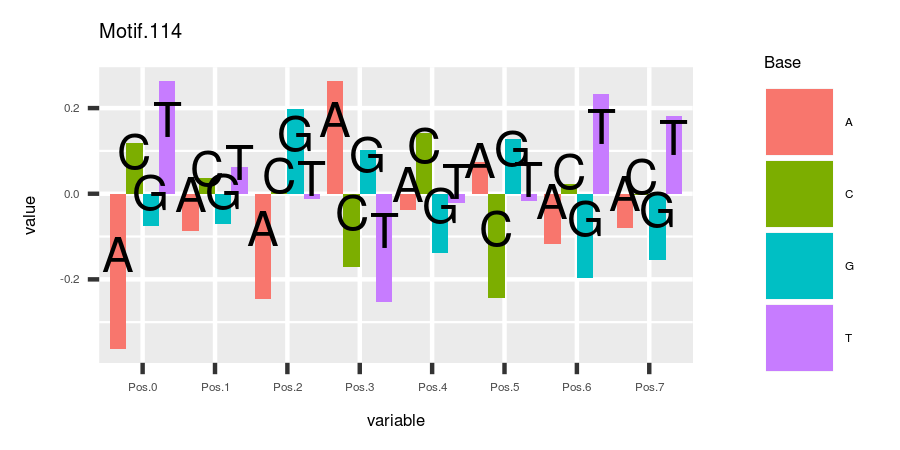 Motif.114
value
0.2
0.0
-0.2
A C G T A C G T A C G T A C G T A C G T A C G T A C G T A C G T
Pos.0 Pos.1 Pos.2 Pos.3 Pos.4 Pos.5 Pos.6 Pos.7
variable
Base
A
C
G
T